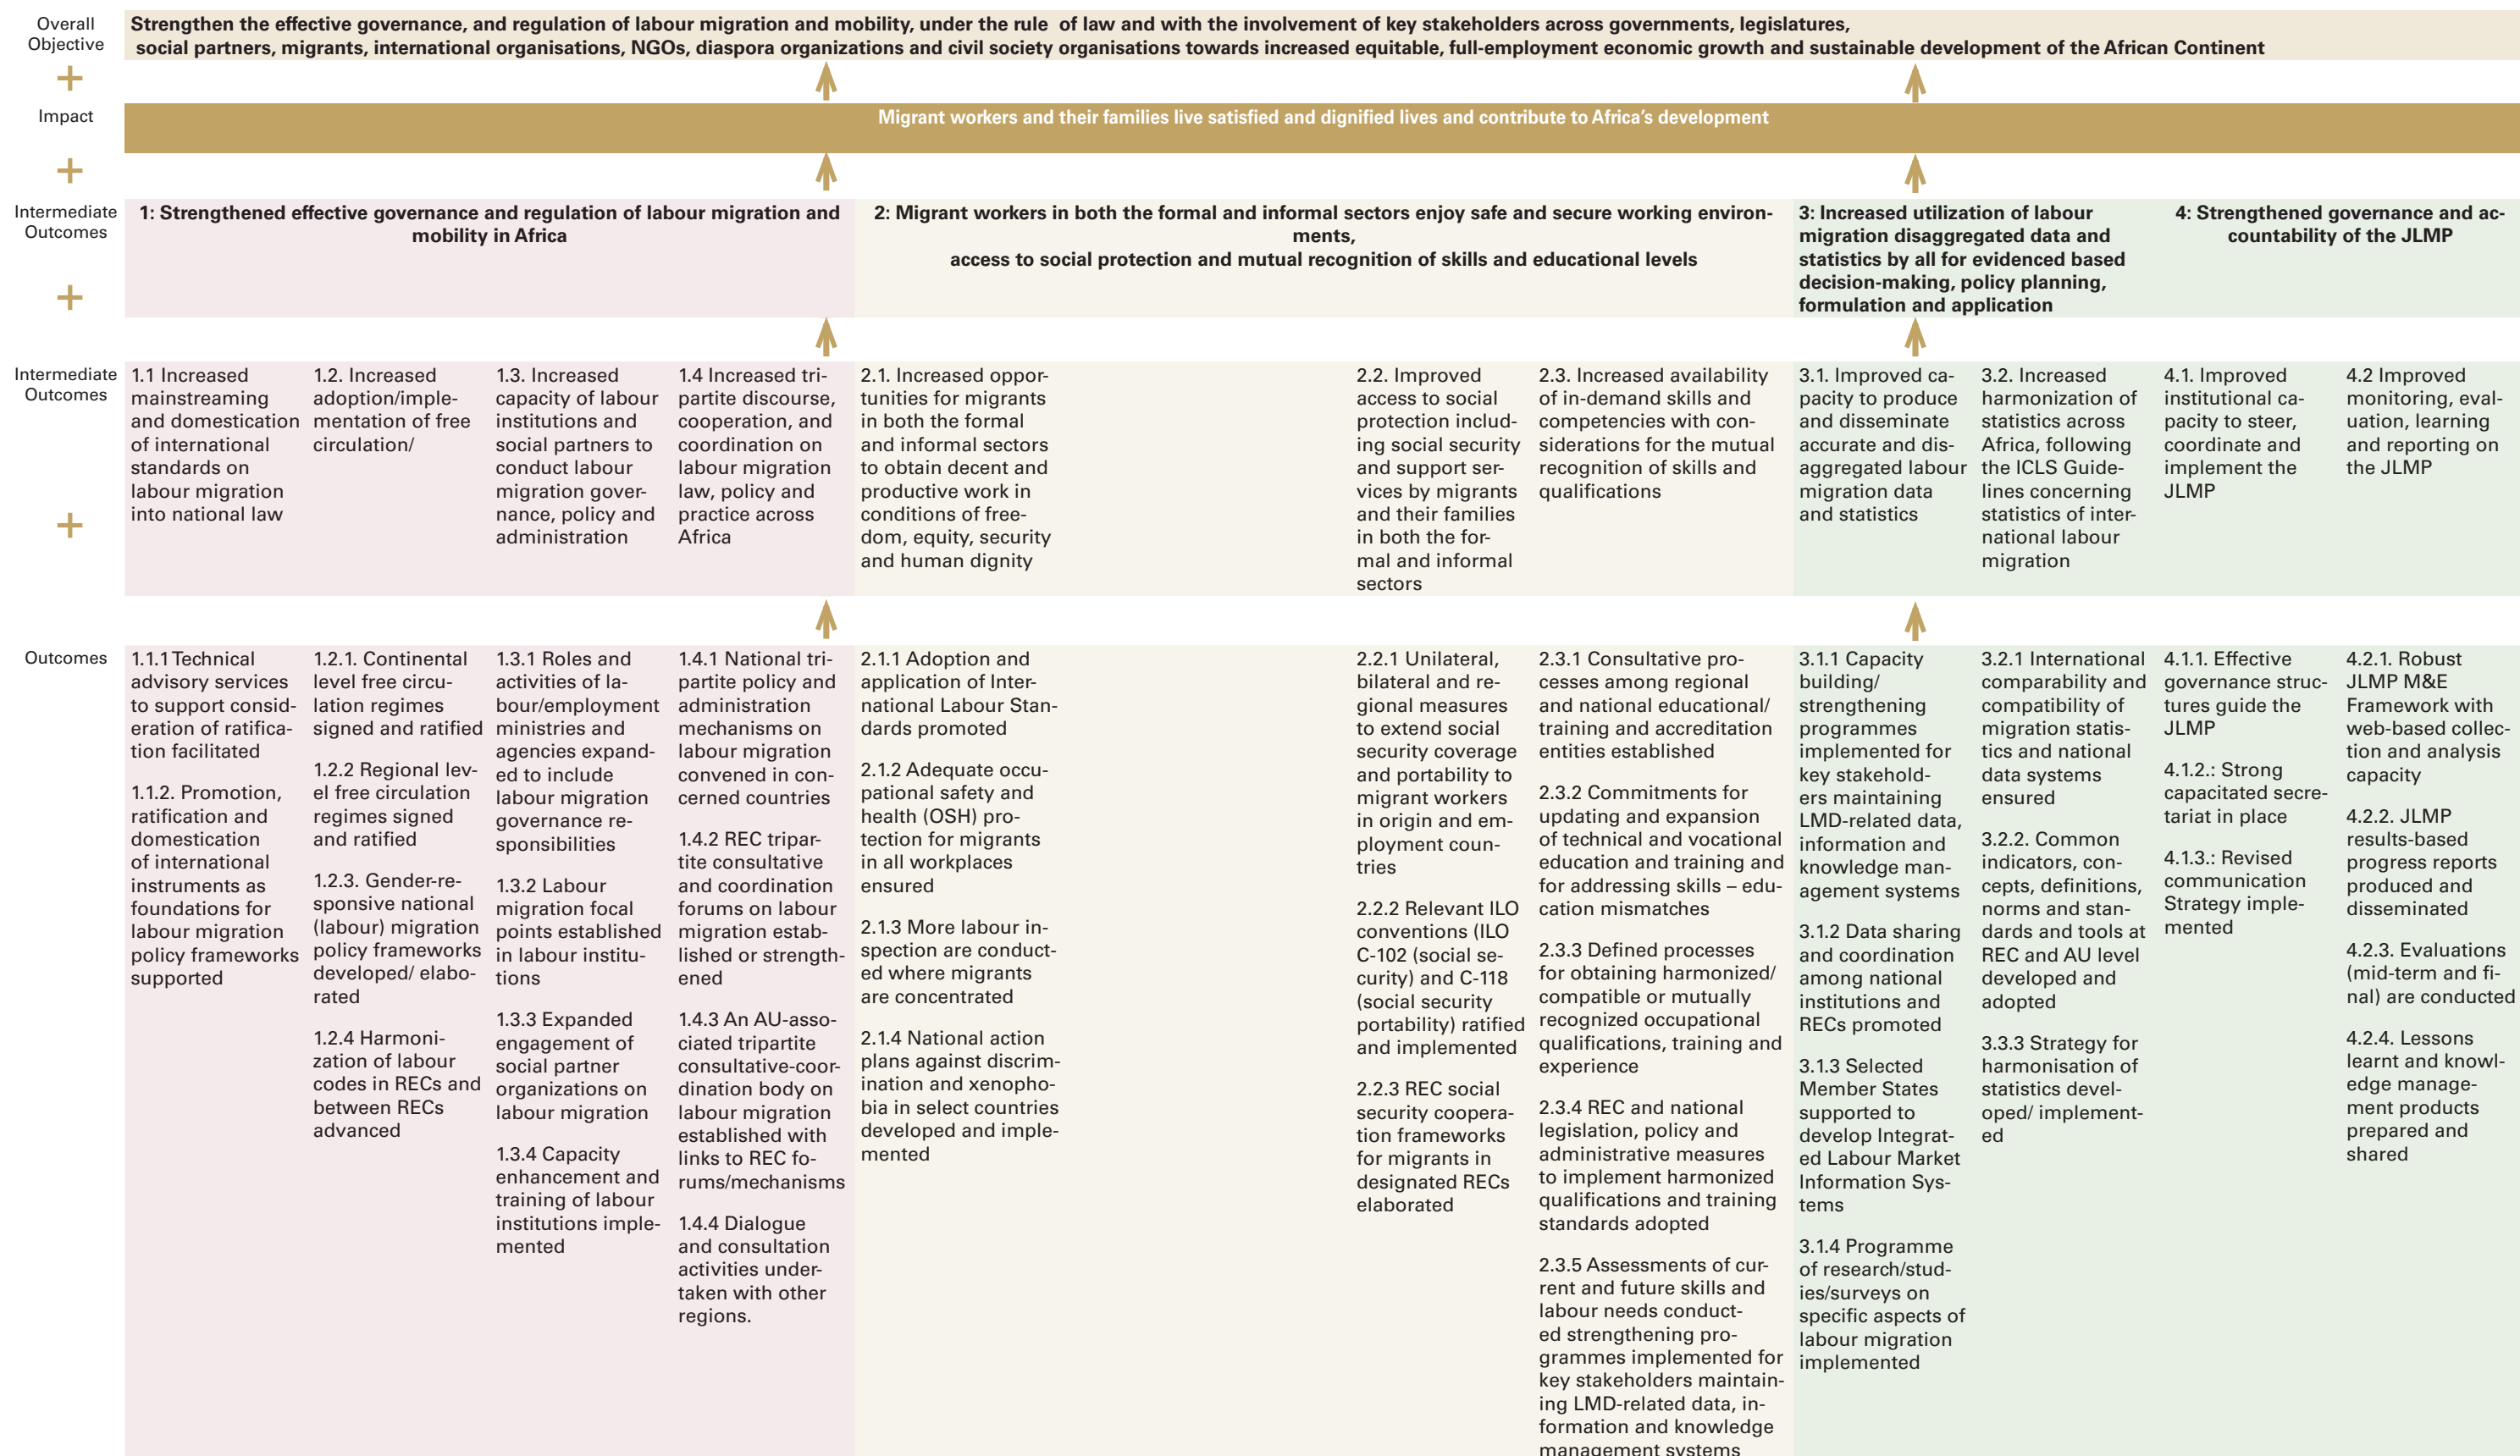 Overall
Objective
Strengthen the effective governance, and regulation of labour migration and mobility, under the rule of law and with the involvement of key stakeholders across governments, legislatures,
social partners, migrants, international organisations, NGOs, diaspora organizations and civil society organisations towards increased equitable, full-employment economic growth and sustainable development of the African Continent
+
Impact
Migrant workers and their families live satisfied and dignified lives and contribute to Africa's development
+
Intermediate
Outcomes
1: Strengthened effective governance and regulation of labour migration and
mobility in Africa
2: Migrant workers in both the formal and informal sectors enjoy safe and secure working environ-
ments,
access to social protection and mutual recognition of skills and educational levels
3: Increased utilization of labour
migration disaggregated data and
statistics by all for evidenced based
decision-making, policy planning,
formulation and application
4: Strengthened governance and ac-
countability of the JLMP
+
Intermediate
Outcomes
1.1 Increased
mainstreaming
and domestication
of international
standards on
labour migration
into national law
1.2. Increased
adoption/imple-
mentation of free
circulation/
1.3. Increased
capacity of labour
institutions and
social partners to
conduct labour
migration gover-
nance, policy and
administration
1.4 Increased tri-
partite discourse,
cooperation, and
coordination on
labour migration
law, policy and
practice across
Africa
2.1. Increased oppor-
tunities for migrants
in both the formal
and informal sectors
to obtain decent and
productive work in
conditions of free-
dom, equity, security
and human dignity
2.2. Improved
access to social
protection includ-
ing social security
and support ser-
vices by migrants
and their families
in both the for-
mal and informal
sectors
2.3. Increased availability
of in-demand skills and
competencies with con-
siderations for the mutual
recognition of skills and
qualifications
3.1. Improved ca-
pacity to produce
and disseminate
accurate and dis-
aggregated labour
migration data
and statistics
3.2. Increased
harmonization of
statistics across
Africa, following
the ICLS Guide-
lines concerning
statistics of inter-
national labour
migration
4.1. Improved
institutional ca-
pacity to steer,
coordinate and
implement the
JLMP
4.2 Improved
monitoring, eval-
uation, learning
and reporting on
the JLMP
+
Outcomes
1.1.1 Technical
advisory services
to support consid-
eration of ratifica-
tion facilitated
1.1.2. Promotion,
ratification and
domestication
of international
instruments as
foundations for
labour migration
policy frameworks
supported
1.2.1. Continental
level free circu-
lation regimes
signed and ratified
1.2.2 Regional lev-
el free circulation
regimes signed
and ratified
1.2.3. Gender-re-
sponsive national
(labour) migration
policy frameworks
developed/ elabo-
rated
1.2.4 Harmoni-
zation of labour
codes in RECs and
between RECs
advanced
1.3.1 Roles and
activities of la-
bour/employment
ministries and
agencies expand-
ed to include
labour migration
governance re-
sponsibilities
1.3.2 Labour
migration focal
points established
in labour institu-
tions
1.3.3 Expanded
engagement of
social partner
organizations on
labour migration
1.3.4 Capacity
enhancement and
training of labour
institutions imple-
mented
1.4.1 National tri-
partite policy and
administration
mechanisms on
labour migration
convened in con-
cerned countries
1.4.2 REC tripar-
tite consultative
and coordination
forums on labour
migration estab-
lished or strength-
ened
1.4.3 An AU-asso-
ciated tripartite
consultative-coor-
dination body on
labour migration
established with
links to REC fo-
rums/mechanisms
1.4.4 Dialogue
and consultation
activities under-
taken with other
regions.
2.1.1 Adoption and
application of Inter-
national Labour Stan-
dards promoted
2.1.2 Adequate occu-
pational safety and
health (OSH) pro-
tection for migrants
in all workplaces
ensured
2.1.3 More labour in-
spection are conduct-
ed where migrants
are concentrated
2.1.4 National action
plans against discrim-
ination and xenopho-
bia in select countries
developed and imple-
mented
2.2.1 Unilateral,
bilateral and re-
gional measures
to extend social
security coverage
and portability to
migrant workers
in origin and em-
ployment coun-
tries
2.2.2 Relevant ILO
conventions (ILO
C-102 (social se-
curity) and C-118
(social security
portability) ratified
and implemented
2.2.3 REC social
security coopera-
tion frameworks
for migrants in
designated RECs
elaborated
2.3.1 Consultative pro-
cesses among regional
and national educational/
training and accreditation
entities established
2.3.2 Commitments for
updating and expansion
of technical and vocational
education and training and
for addressing skills – edu-
cation mismatches
2.3.3 Defined processes
for obtaining harmonized/
compatible or mutually
recognized occupational
qualifications, training and
experience
2.3.4 REC and national
legislation, policy and
administrative measures
to implement harmonized
qualifications and training
standards adopted
2.3.5 Assessments of cur-
rent and future skills and
labour needs conduct-
ed strengthening pro-
grammes implemented for
key stakeholders maintain-
ing LMD-related data, in-
formation and knowledge
management systems
3.1.1 Capacity
building/
strengthening
programmes
implemented for
key stakehold-
ers maintaining
LMD-related data,
information and
knowledge man-
agement systems
3.1.2 Data sharing
and coordination
among national
institutions and
RECs promoted
3.1.3 Selected
Member States
supported to
develop Integrat-
ed Labour Market
Information Sys-
tems
3.1.4 Programme
of research/stud-
ies/surveys on
specific aspects of
labour migration
implemented
3.2.1 International
comparability and
compatibility of
migration statis-
tics and national
data systems
ensured
3.2.2. Common
indicators, con-
cepts, definitions,
norms and stan-
dards and tools at
REC and AU level
developed and
adopted
3.3.3 Strategy for
harmonisation of
statistics devel-
oped/ implement-
ed
4.1.1. Effective
governance struc-
tures guide the
JLMP
4.1.2.: Strong
capacitated secre-
tariat in place
4.1.3.: Revised
communication
Strategy imple-
mented
4.2.1. Robust
JLMP M&E
Framework with
web-based collec-
tion and analysis
capacity
4.2.2. JLMP
results-based
progress reports
produced and
disseminated
4.2.3. Evaluations
(mid-term and fi-
nal) are conducted
4.2.4. Lessons
learnt and knowl-
edge manage-
ment products
prepared and
shared